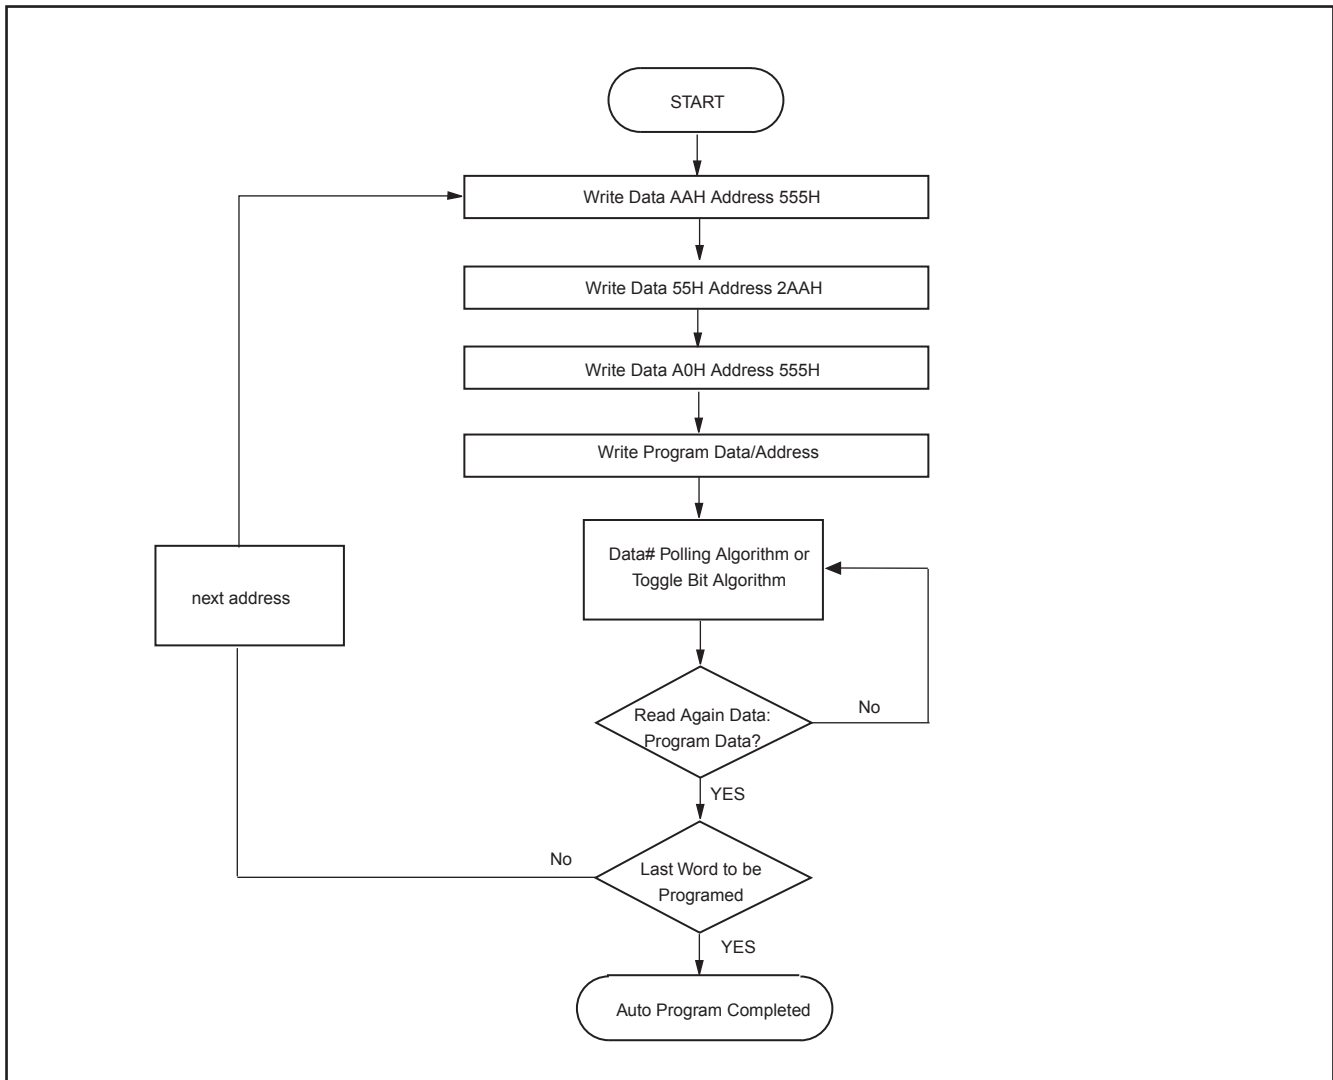 START
Write Data AAH Address 555H
Write Data 55H Address 2AAH
Write Data A0H Address 555H
Write Program Data/Address
Data# Polling Algorithm or
Toggle Bit Algorithm
next address
Read Again Data:
Program Data?
No
YES
No
Last Word to be
Programed
YES
Auto Program Completed